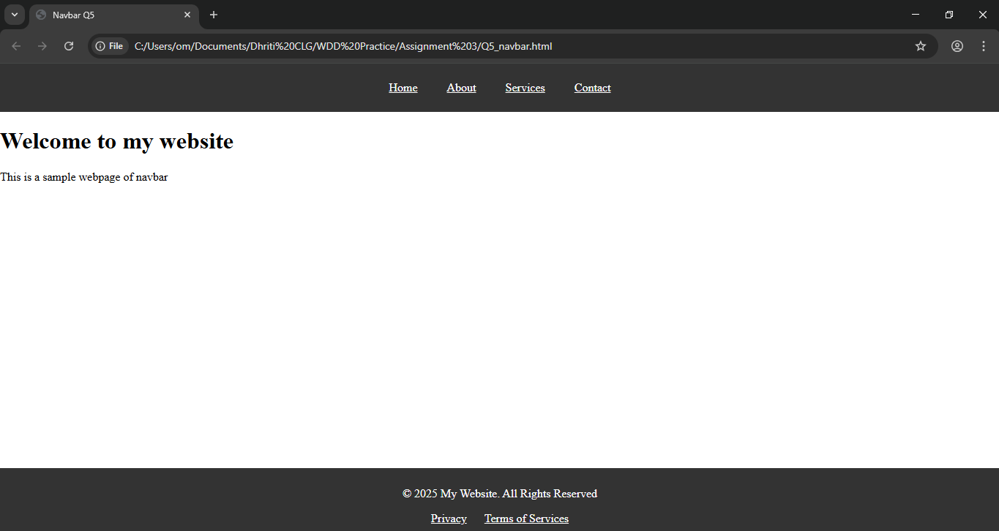 Navbar Q5
File C:/Users/om/Documents/Dhriti%20CLG/WDD%20Practice/Assignment%203/Q5_navbar.html
Home About Services Contact
Welcome to my website
This is a sample webpage of navbar
© 2025 My Website. All Rights Reserved
Privacy Terms of Services